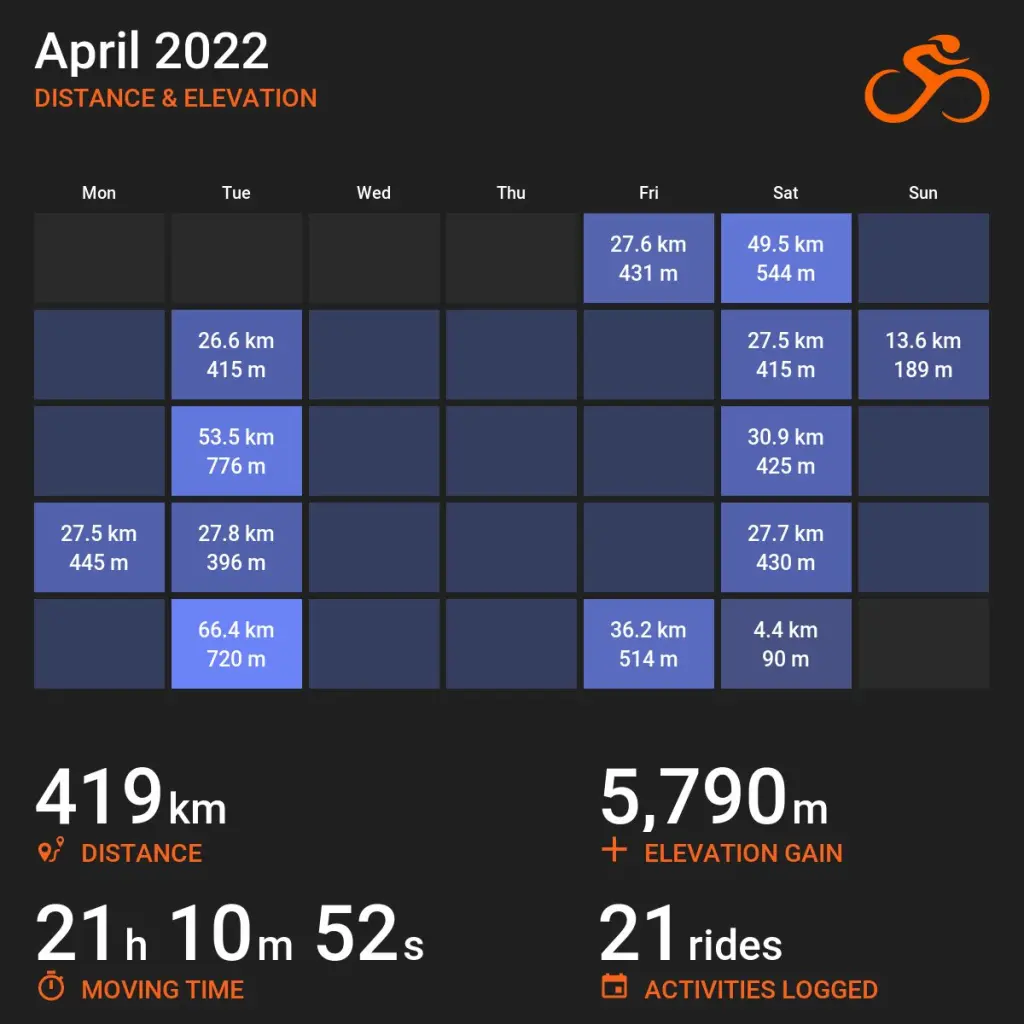 April 2022
DISTANCE & ELEVATION
Mon Tue Wed Thu Fri Sat Sun
27.6 km 49.5 km
431 m 544 m
26.6 km 27.5 km 13.6 km
415 m 415 m 189 m
53.5 km 30.9 km
776 m 425 m
27.5 km 27.8 km 27.7 km
445 m 396 m 430 m
66.4 km 36.2 km 4.4 km
720 m 514 m 90 m
419 km 5,790 m
DISTANCE ELEVATION GAIN
21h 10m 52s 21 rides
MOVING TIME ACTIVITIES LOGGED